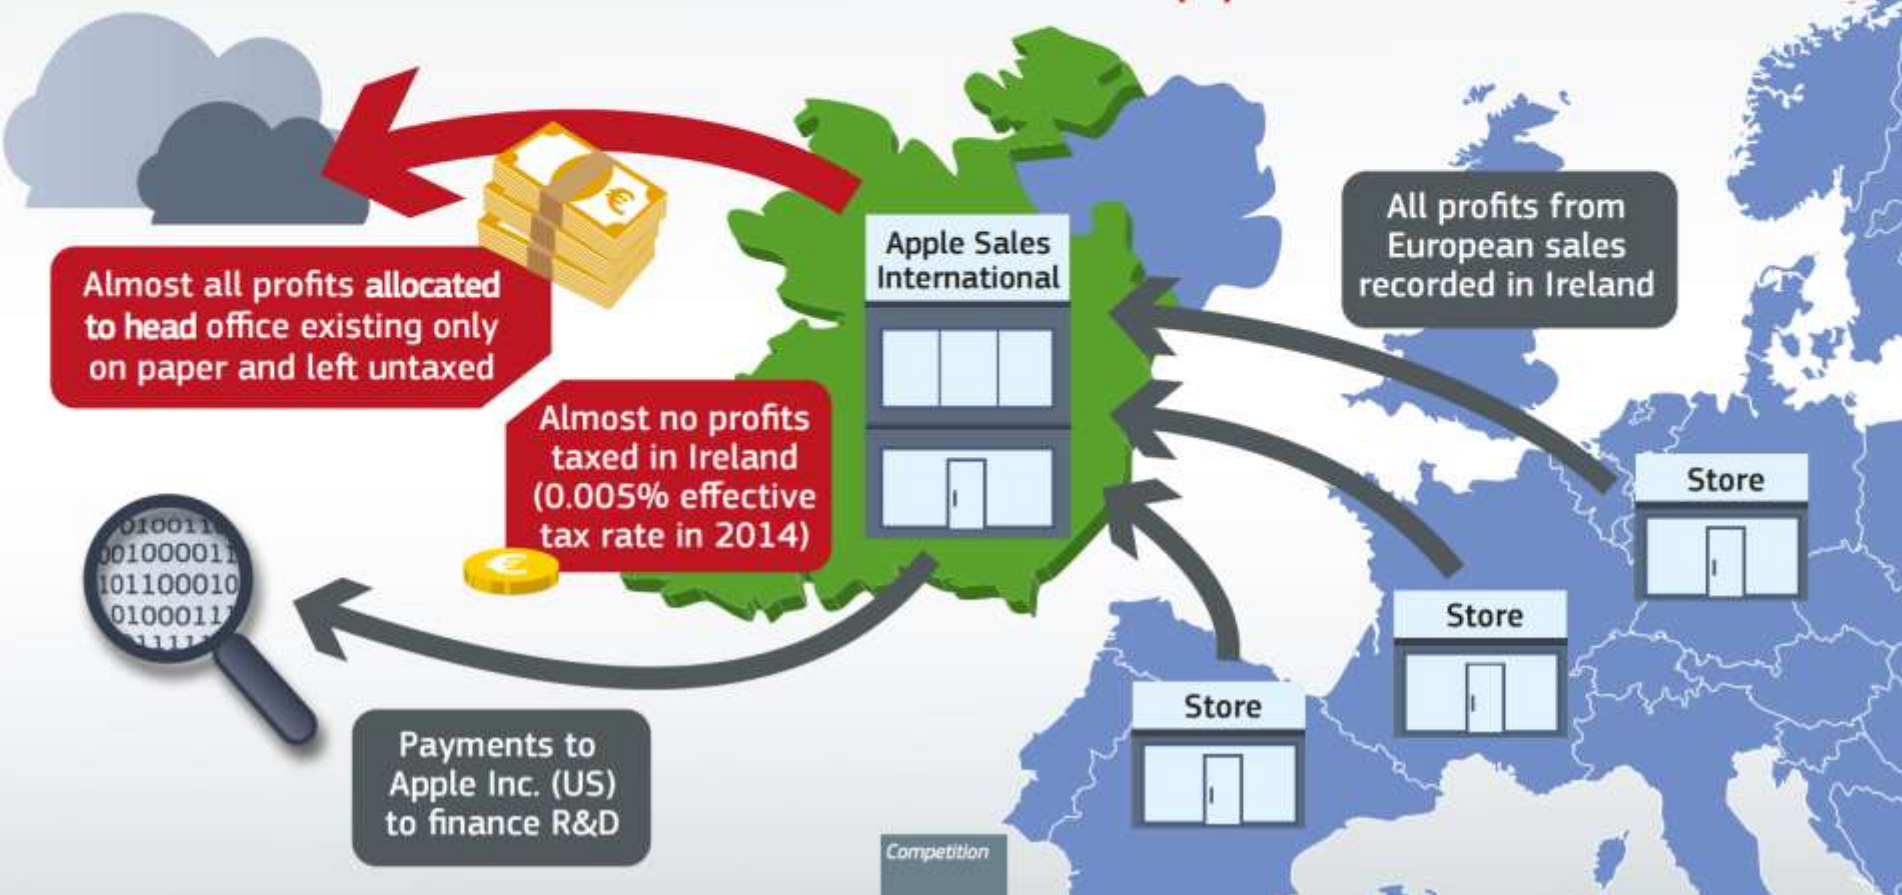 All profits from
European sales
recorded in Ireland
Apple Sales
International
Almost all profits allocated
to head office existing only
on paper and left untaxed
Almost no profits
taxed in Ireland
(0.005% effective
tax rate in 2014)
€
€
Store
Store
Store
Payments to
Apple Inc. (US)
to finance R&D
Competition